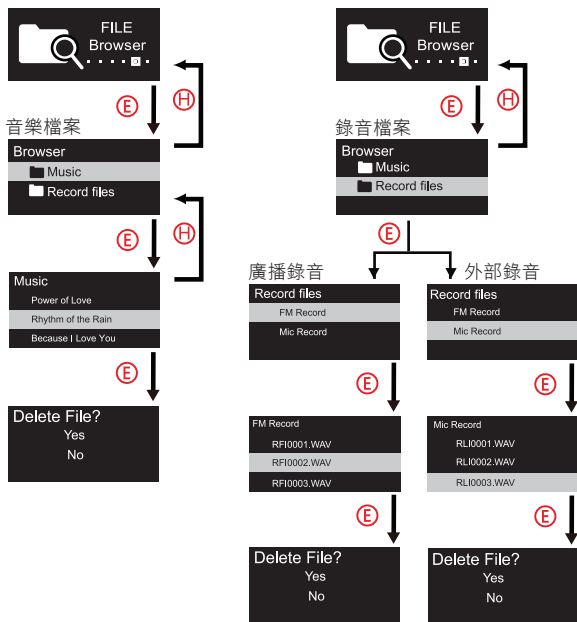 FILE
Browser
Ⓔ
Ⓗ
音樂檔案
Browser
Music
Record files
Ⓔ
Ⓗ
Music
Power of Love
Rhythm of the Rain
Because I Love You
Ⓔ
Delete File?
Yes
No
FILE
Browser
Ⓔ
Ⓗ
錄音檔案
Browser
Music
Record files
Ⓔ
廣播錄音
Record files
FM Record
Mic Record
Ⓔ
FM Record
RFI0001.WAV
RFI0002.WAV
RFI0003.WAV
Ⓔ
Delete File?
Yes
No
外部錄音
Record files
FM Record
Mic Record
Ⓔ
Mic Record
RLI0001.WAV
RLI0002.WAV
RLI0003.WAV
Ⓔ
Delete File?
Yes
No